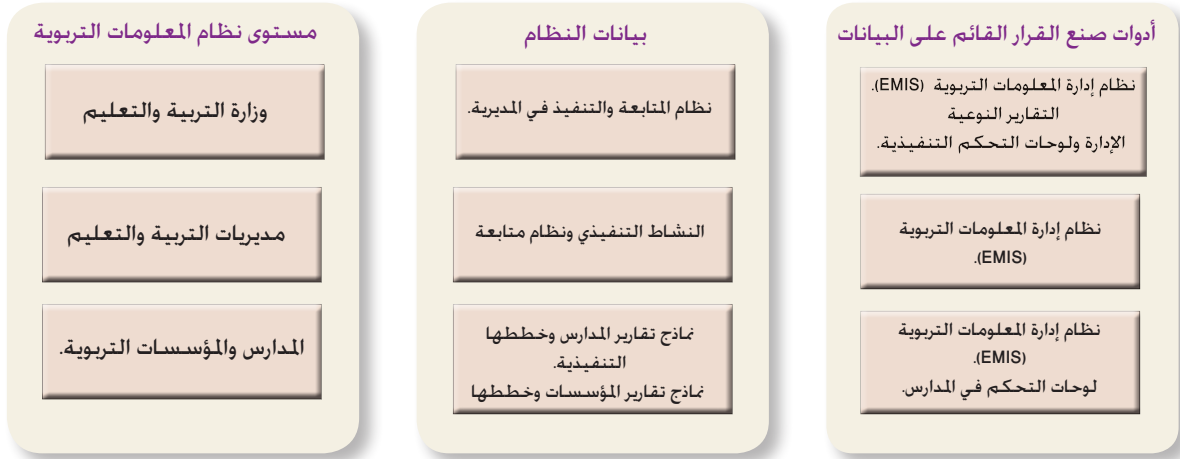 أدوات صنع القرار القائم على البيانات
نظام إدارة المعلومات التربوية (EMIS).
التقارير النوعية
الإدارة ولوحات التحكم التنفيذية.
نظام إدارة المعلومات التربوية
(EMIS).
نظام إدارة المعلومات التربوية
(EMIS).
لوحات التحكم في المدارس.
بيانات النظام
نظام المتابعة والتنفيذ في المديرية.
النشاط التنفيذي ونظام متابعة
نماذج تقارير المدارس وخططها
التنفيذية.
نماذج تقارير المؤسسات وخططها
مستوى نظام المعلومات التربوية
وزارة التربية والتعليم
مديريات التربية والتعليم
المدارس والمؤسسات التربوية.